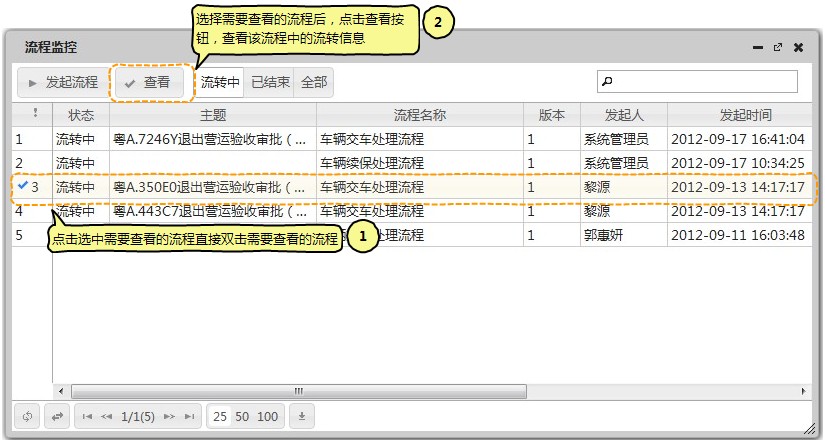 选择需要查看的流程后，点击查看按
钮，查看该流程中的流转信息
2
流程监控
发起流程 查看 流转中 已结束 全部
! 状态 主题 流程名称 版本 发起人 发起时间
1 流转中 粤A.7246Y退出营运验收审批（... 车辆交车处理流程 1 系统管理员 2012-09-17 16:41:04
2 流转中 车辆续保处理流程 1 系统管理员 2012-09-17 10:34:25
3 流转中 粤A.350E0退出营运验收审批（... 车辆交车处理流程 1 黎源 2012-09-13 14:17:17
4 流转中 粤A.443C7退出营运验收审批（... 车辆交车处理流程 1 黎源 2012-09-13 14:17:17
5 交车处理流程 1 郭惠妍 2012-09-11 16:03:48
点击选中需要查看的流程直接双击需要查看的流程
1
1/1(5) 25 50 100